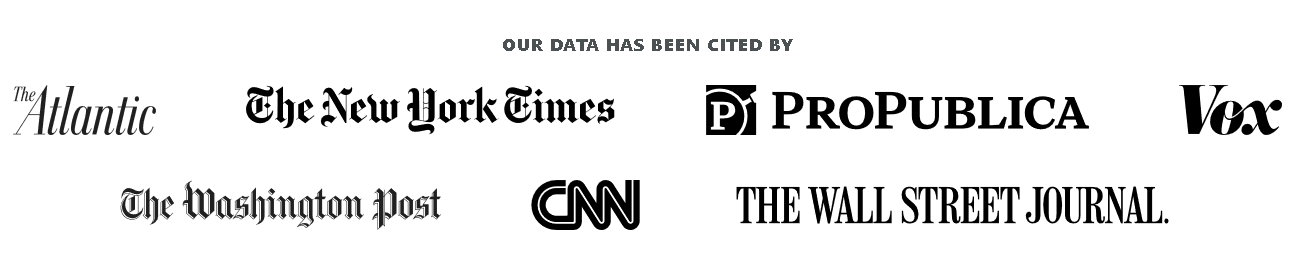 OUR DATA HAS BEEN CITED BY
The Atlantic The New York Times P PROPUBLICA Vox
The Washington Post CNN THE WALL STREET JOURNAL.